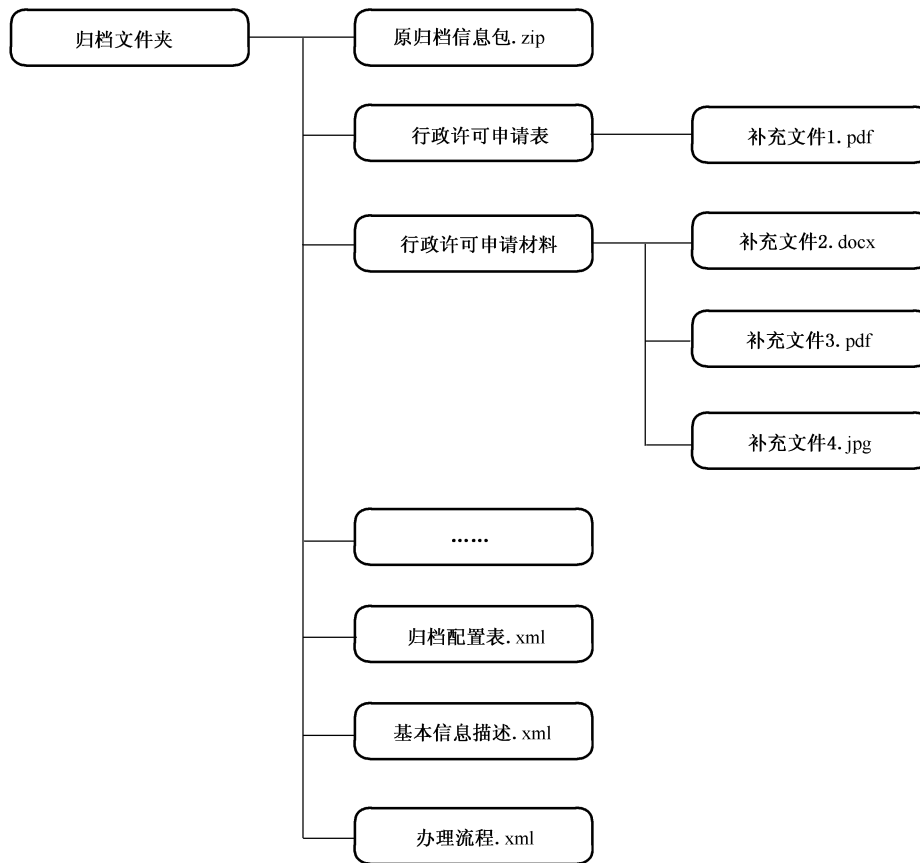 归档文件夹
原归档信息包.zip
行政许可申请表
补充文件1.pdf
行政许可申请材料
补充文件2.docx
补充文件3.pdf
补充文件4.jpg
……
归档配置表.xml
基本信息描述.xml
办理流程.xml